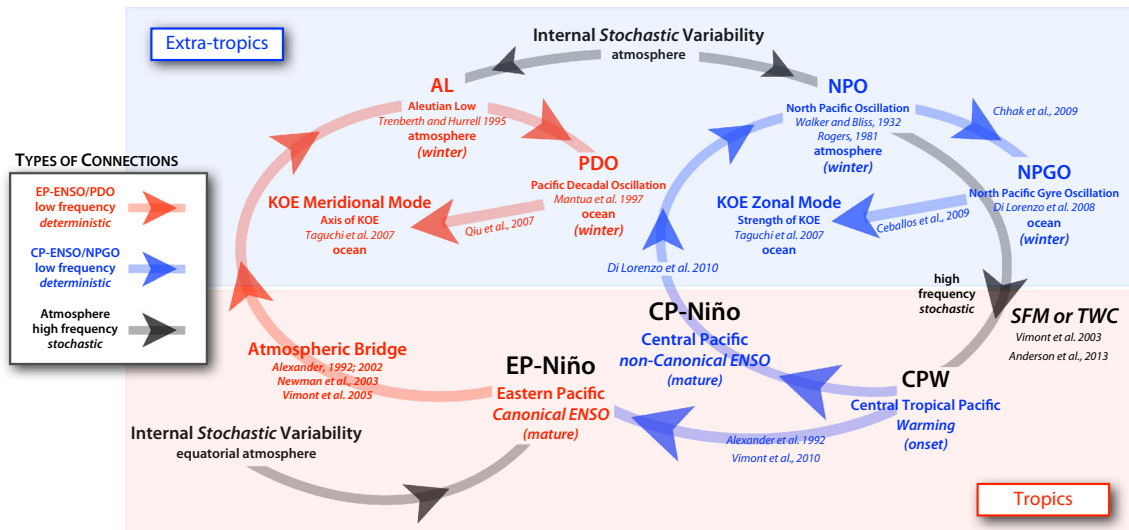 Extra-tropics
Internal Stochastic Variability
atmosphere
AL
Aleutian Low
Trenberth and Hurrell 1995
atmosphere
(winter)
NPO
North Pacific Oscillation
Walker and Bliss, 1932
Rogers, 1981
atmosphere
(winter)
Chhak et al., 2009
TYPES OF CONNECTIONS
EP-ENSO/PDO
low frequency
deterministic
CP-ENSO/NPGO
low frequency
deterministic
Atmosphere
high frequency
stochastic
PDO
Pacific Decadal Oscillation
Mantua et al. 1997
ocean
(winter)
KOE Meridional Mode
Axis of KOE
Taguchi et al. 2007
ocean
Qiu et al., 2007
NPGO
North Pacific Gyre Oscillation
Di Lorenzo et al. 2008
ocean
(winter)
KOE Zonal Mode
Strength of KOE
Taguchi et al. 2007
ocean
Ceballos et al., 2009
Di Lorenzo et al. 2010
high
frequency
stochastic
SFM or TWC
Vimont et al. 2003
Anderson et al., 2013
CP-Niño
Central Pacific
non-Canonical ENSO
(mature)
Atmospheric Bridge
Alexander, 1992; 2002
Newman et al., 2003
Vimont et al. 2005
EP-Niño
Eastern Pacific
Canonical ENSO
(mature)
CPW
Central Tropical Pacific
Warming
(onset)
Alexander et al. 1992
Vimont et al., 2010
Internal Stochastic Variability
equatorial atmosphere
Tropics